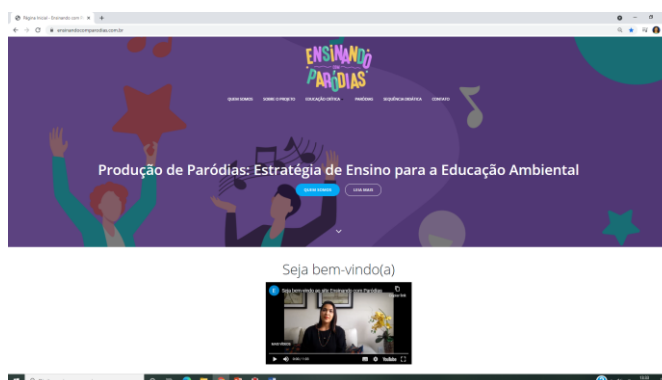 Página Inicial - Ensinando com
ensinandocomparodias.com.br
ENSINANDO
COM
PARÓDIAS
QUEM SOMOS SOBRE O PROJETO EDUCAÇÃO CRÍTICA PARÓDIAS SEQUÊNCIA DIDÁTICA CONTATO
Produção de Paródias: Estratégia de Ensino para a Educação Ambiental
QUEM SOMOS LEIA MAIS
Seja bem-vindo(a)
E Seja bem-vindo ao site Ensinando com Paródias
MAIS VÍDEOS
YouTube